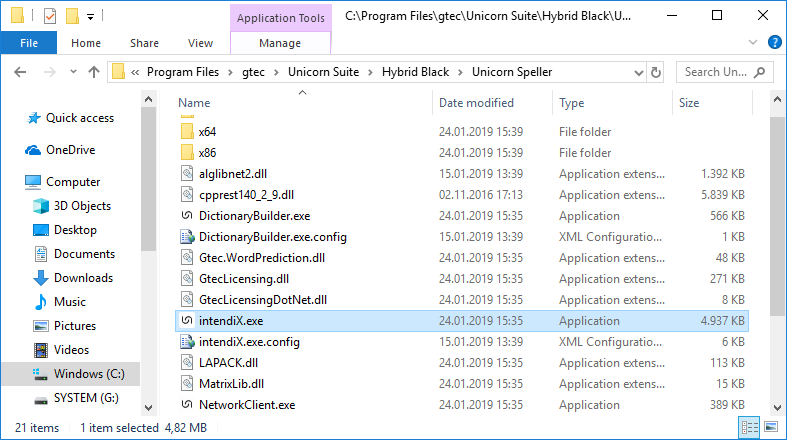 Application Tools
C:\Program Files\gtec\Unicorn Suite\Hybrid Black\U...
File Home Share View Manage
Program Files gtec Unicorn Suite Hybrid Black Unicorn Speller
Search Un...
Quick access
OneDrive
Computer
3D Objects
Desktop
Documents
Downloads
Music
Pictures
Videos
Windows (C:)
SYSTEM (G:)
Name Date modified Type Size
x64 24.01.2019 15:39 File folder
x86 24.01.2019 15:39 File folder
alglibnet2.dll 15.01.2019 13:39 Application extens... 1.392 KB
cpprest140_2_9.dll 02.11.2016 17:13 Application extens... 5.839 KB
DictionaryBuilder.exe 24.01.2019 15:35 Application 566 KB
DictionaryBuilder.exe.config 15.01.2019 13:39 XML Configuratio... 1 KB
Gtec.WordPrediction.dll 24.01.2019 15:35 Application extens... 48 KB
GtecLicensing.dll 24.01.2019 15:35 Application extens... 271 KB
GtecLicensingDotNet.dll 24.01.2019 15:35 Application extens... 8 KB
intendiX.exe 24.01.2019 15:35 Application 4.937 KB
intendiX.exe.config 15.01.2019 13:39 XML Configuratio... 6 KB
LAPACK.dll 24.01.2019 15:35 Application extens... 113 KB
MatrixLib.dll 24.01.2019 15:35 Application extens... 15 KB
NetworkClient.exe 24.01.2019 15:35 Application 389 KB
21 items 1 item selected 4,82 MB